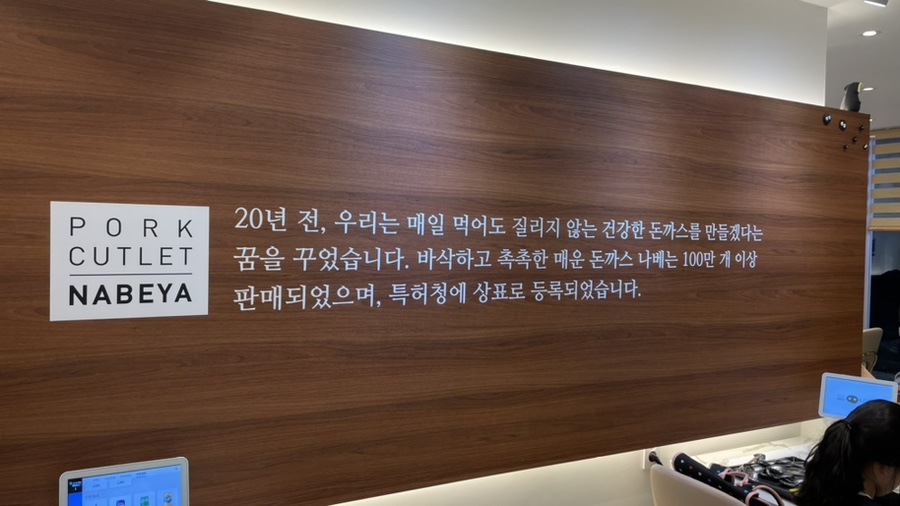 PORK
CUTLET
NABEYA
20년 전, 우리는 매일 먹어도 질리지 않는 건강한 돈까스를 만들겠다는
꿈을 꾸었습니다. 바삭하고 촉촉한 매운 돈까스 나베는 100만 개 이상
판매되었으며, 특허청에 상표로 등록되었습니다.